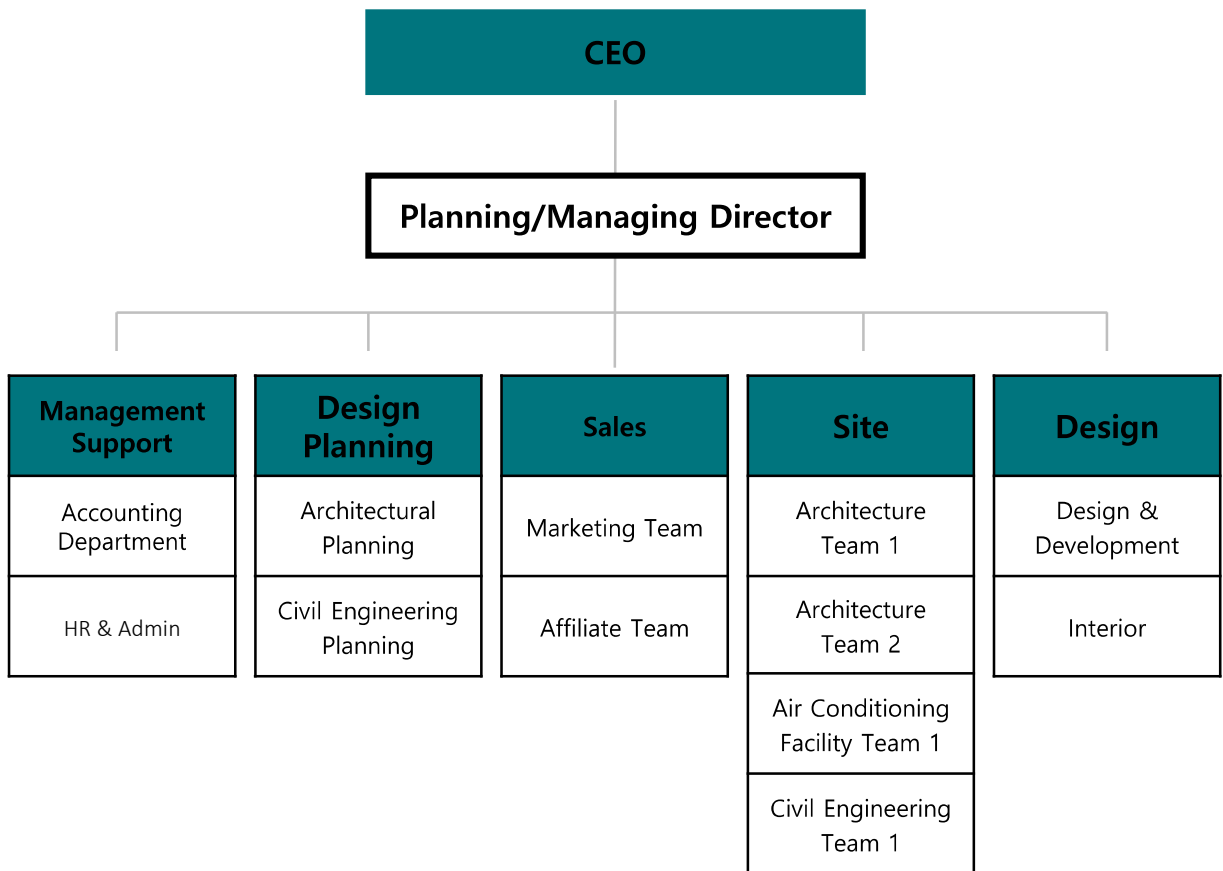 CEO
Planning/Managing Director
Management
Support
Accounting
Department
HR & Admin
Design
Planning
Architectural
Planning
Civil Engineering
Planning
Sales
Marketing Team
Affiliate Team
Site
Architecture
Team 1
Architecture
Team 2
Air Conditioning
Facility Team 1
Civil Engineering
Team 1
Design
Design &
Development
Interior